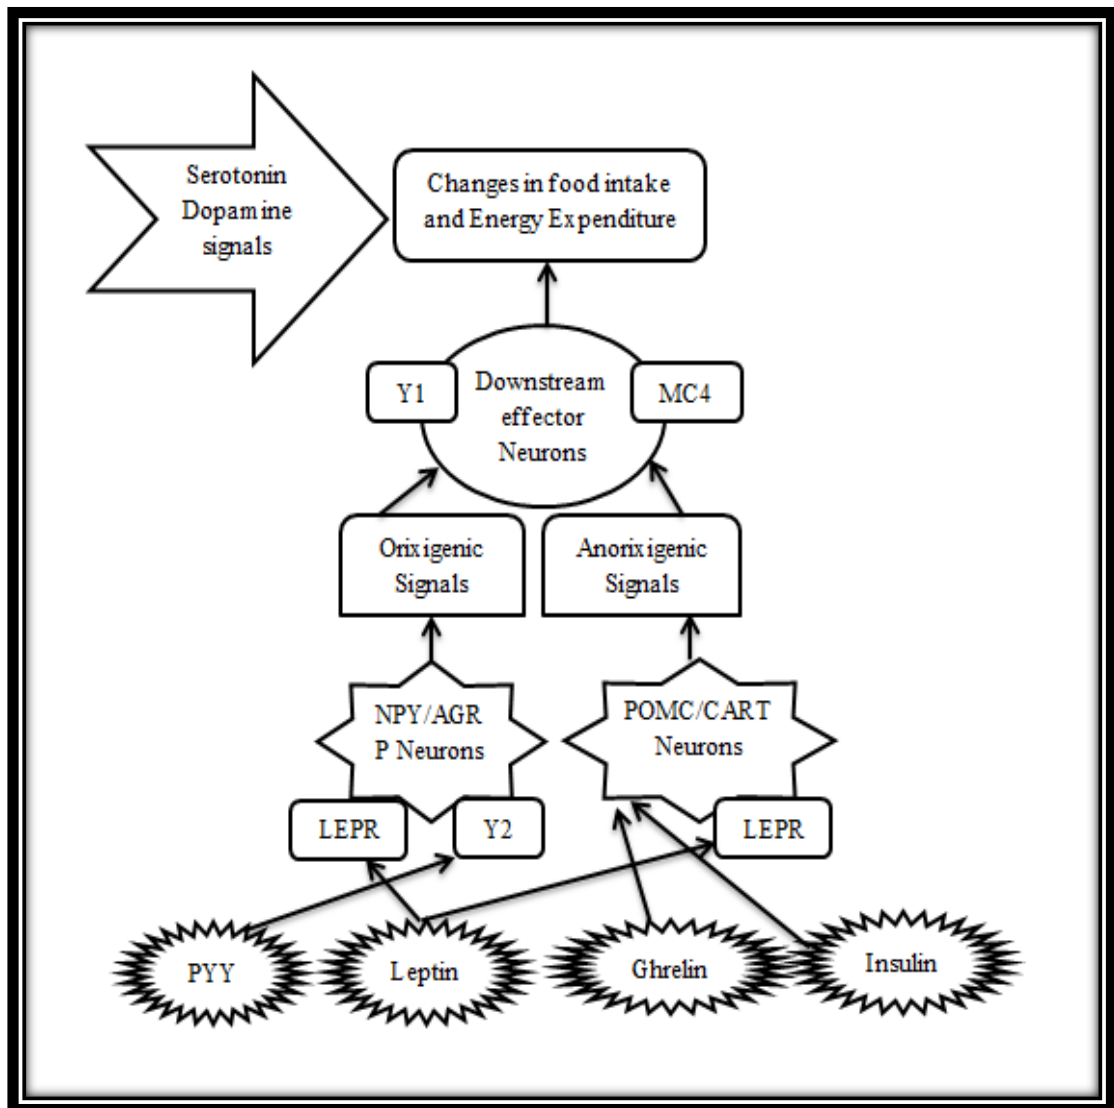 Serotonin
Dopamine
signals
Changes in food intake
and Energy Expenditure
Y1
Downstream
effector
Neurons
MC4
Orixigenic
Signals
Anorixigenic
Signals
NPY/AGR
P Neurons
POMC/CART
Neurons
LEPR
Y2
LEPR
PYY
Leptin
Ghrelin
Insulin